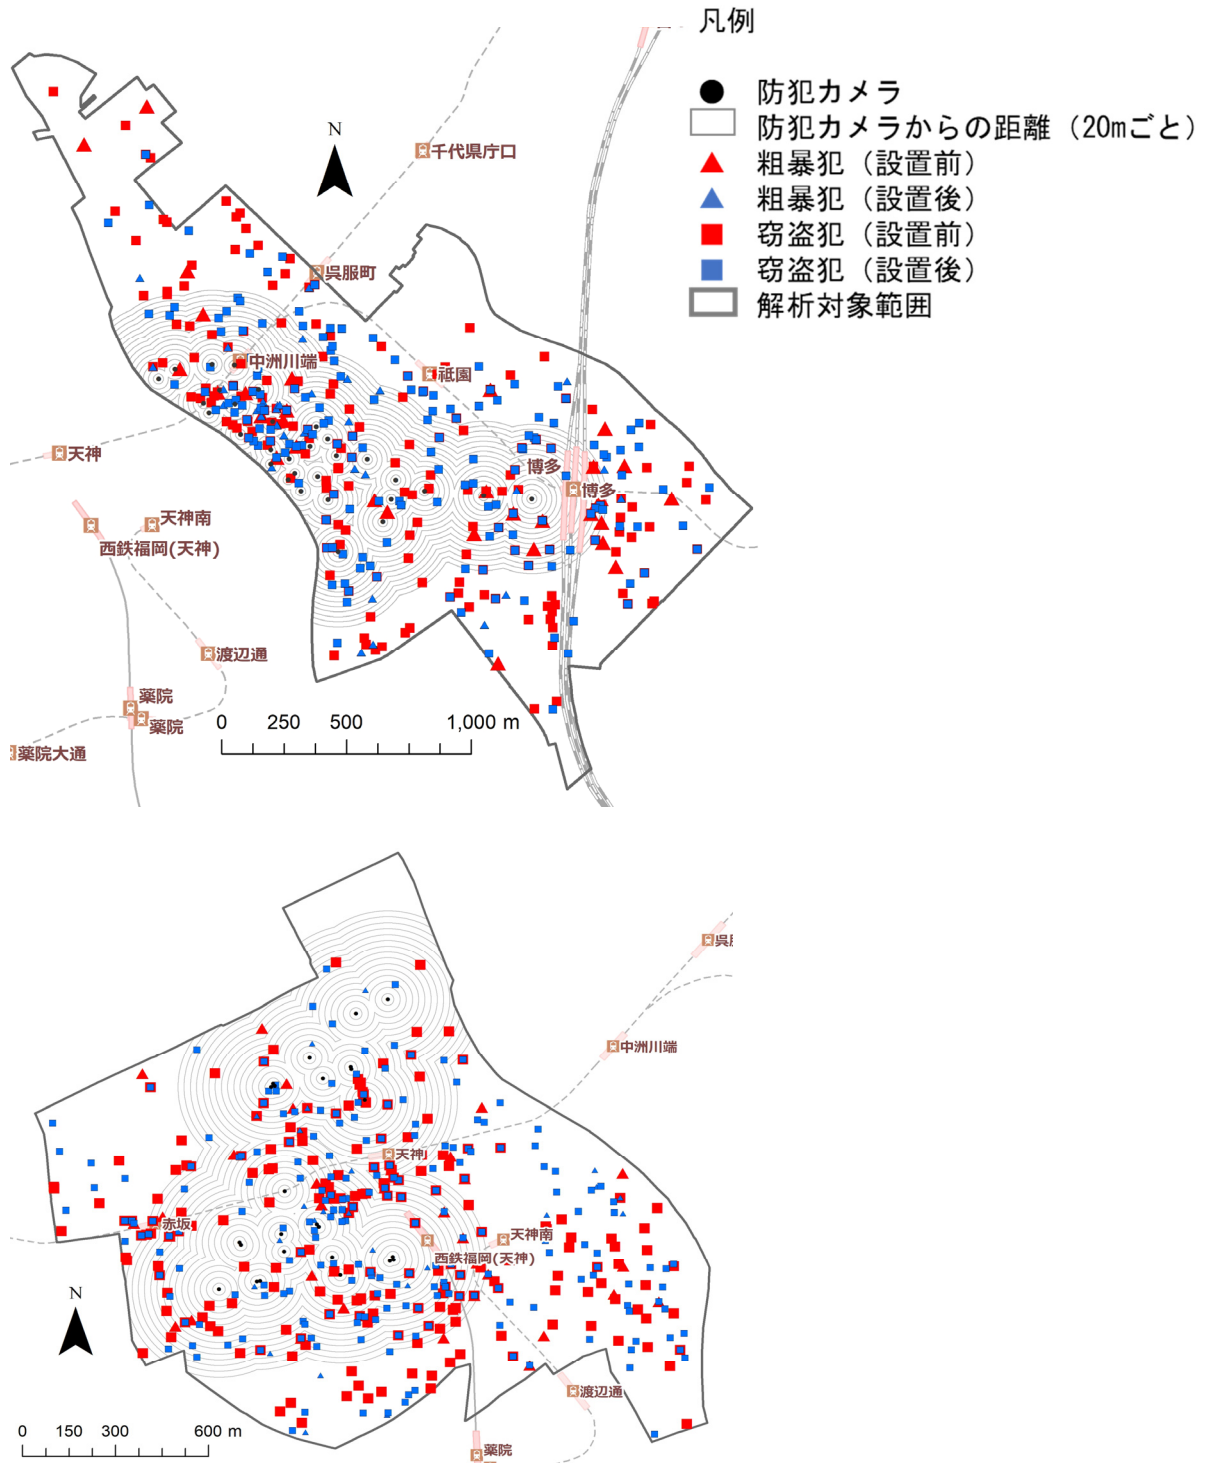 凡例
防犯カメラ
防犯カメラからの距離（20mごと）
粗暴犯（設置前）
粗暴犯（設置後）
窃盗犯（設置前）
窃盗犯（設置後）
解析対象範囲
N
千代県庁口
呉服町
中洲川端
祗園
天神
博多
博多
天神南
西鉄福岡(天神)
渡辺通
薬院
薬院
薬院大通
0 250 500 1,000 m
呉
中洲川端
天神
赤坂
天神南
西鉄福岡(天神)
N
渡辺通
0 150 300 600 m
薬院